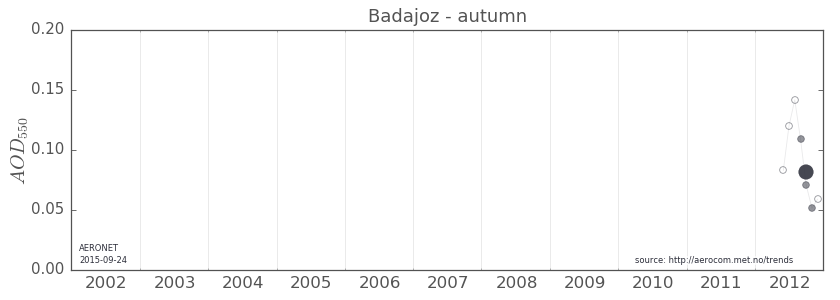 Badajoz - autumn
0.20
0.15
0.10
0.05
0.00
AOD550
AERONET
2015-09-24
source: http://aerocom.met.no/trends
2002 2003 2004 2005 2006 2007 2008 2009 2010 2011 2012